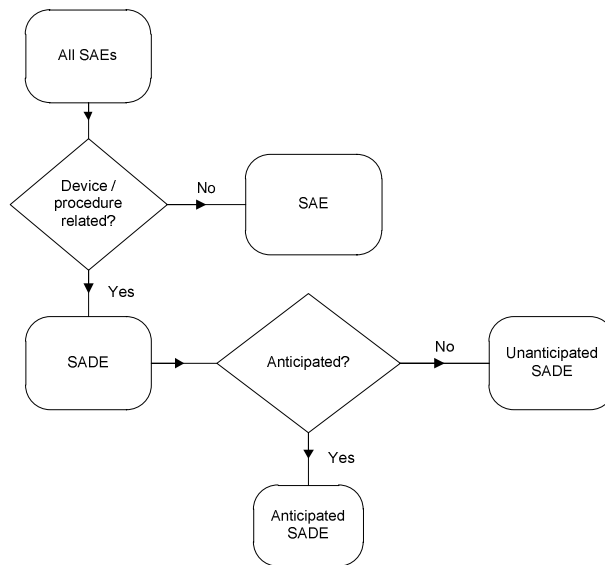 All SAEs
Device /
procedure
related?
No
SAE
Yes
SADE
Anticipated?
No
Unanticipated
SADE
Yes
Anticipated
SADE